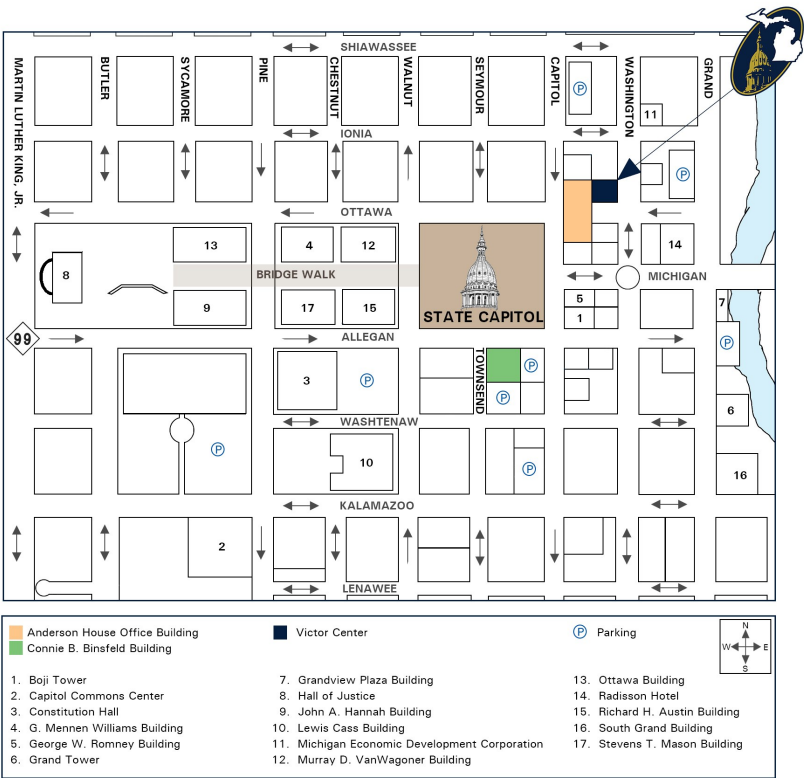 SHIAWASSEE
MARTIN LUTHER KING, JR.
BUTLER
SYCAMORE
PINE
CHESTNUT
WALNUT
SEYMOUR
CAPITOL
WASHINGTON
GRAND
P
11
IONIA
P
OTTAWA
13
4
12
14
8
BRIDGE WALK
MICHIGAN
9
17
15
STATE CAPITOL
5
1
7
99
ALLEGAN
P
3
P
TOWNSEND
P
P
6
WASHTENAW
P
10
P
16
KALAMAZOO
2
LENAWEE
Anderson House Office Building
Connie B. Binsfeld Building
Victor Center
P Parking
N
W E
S
1. Boji Tower
2. Capitol Commons Center
3. Constitution Hall
4. G. Mennen Williams Building
5. George W. Romney Building
6. Grand Tower
7. Grandview Plaza Building
8. Hall of Justice
9. John A. Hannah Building
10. Lewis Cass Building
11. Michigan Economic Development Corporation
12. Murray D. VanWagoner Building
13. Ottawa Building
14. Radisson Hotel
15. Richard H. Austin Building
16. South Grand Building
17. Stevens T. Mason Building